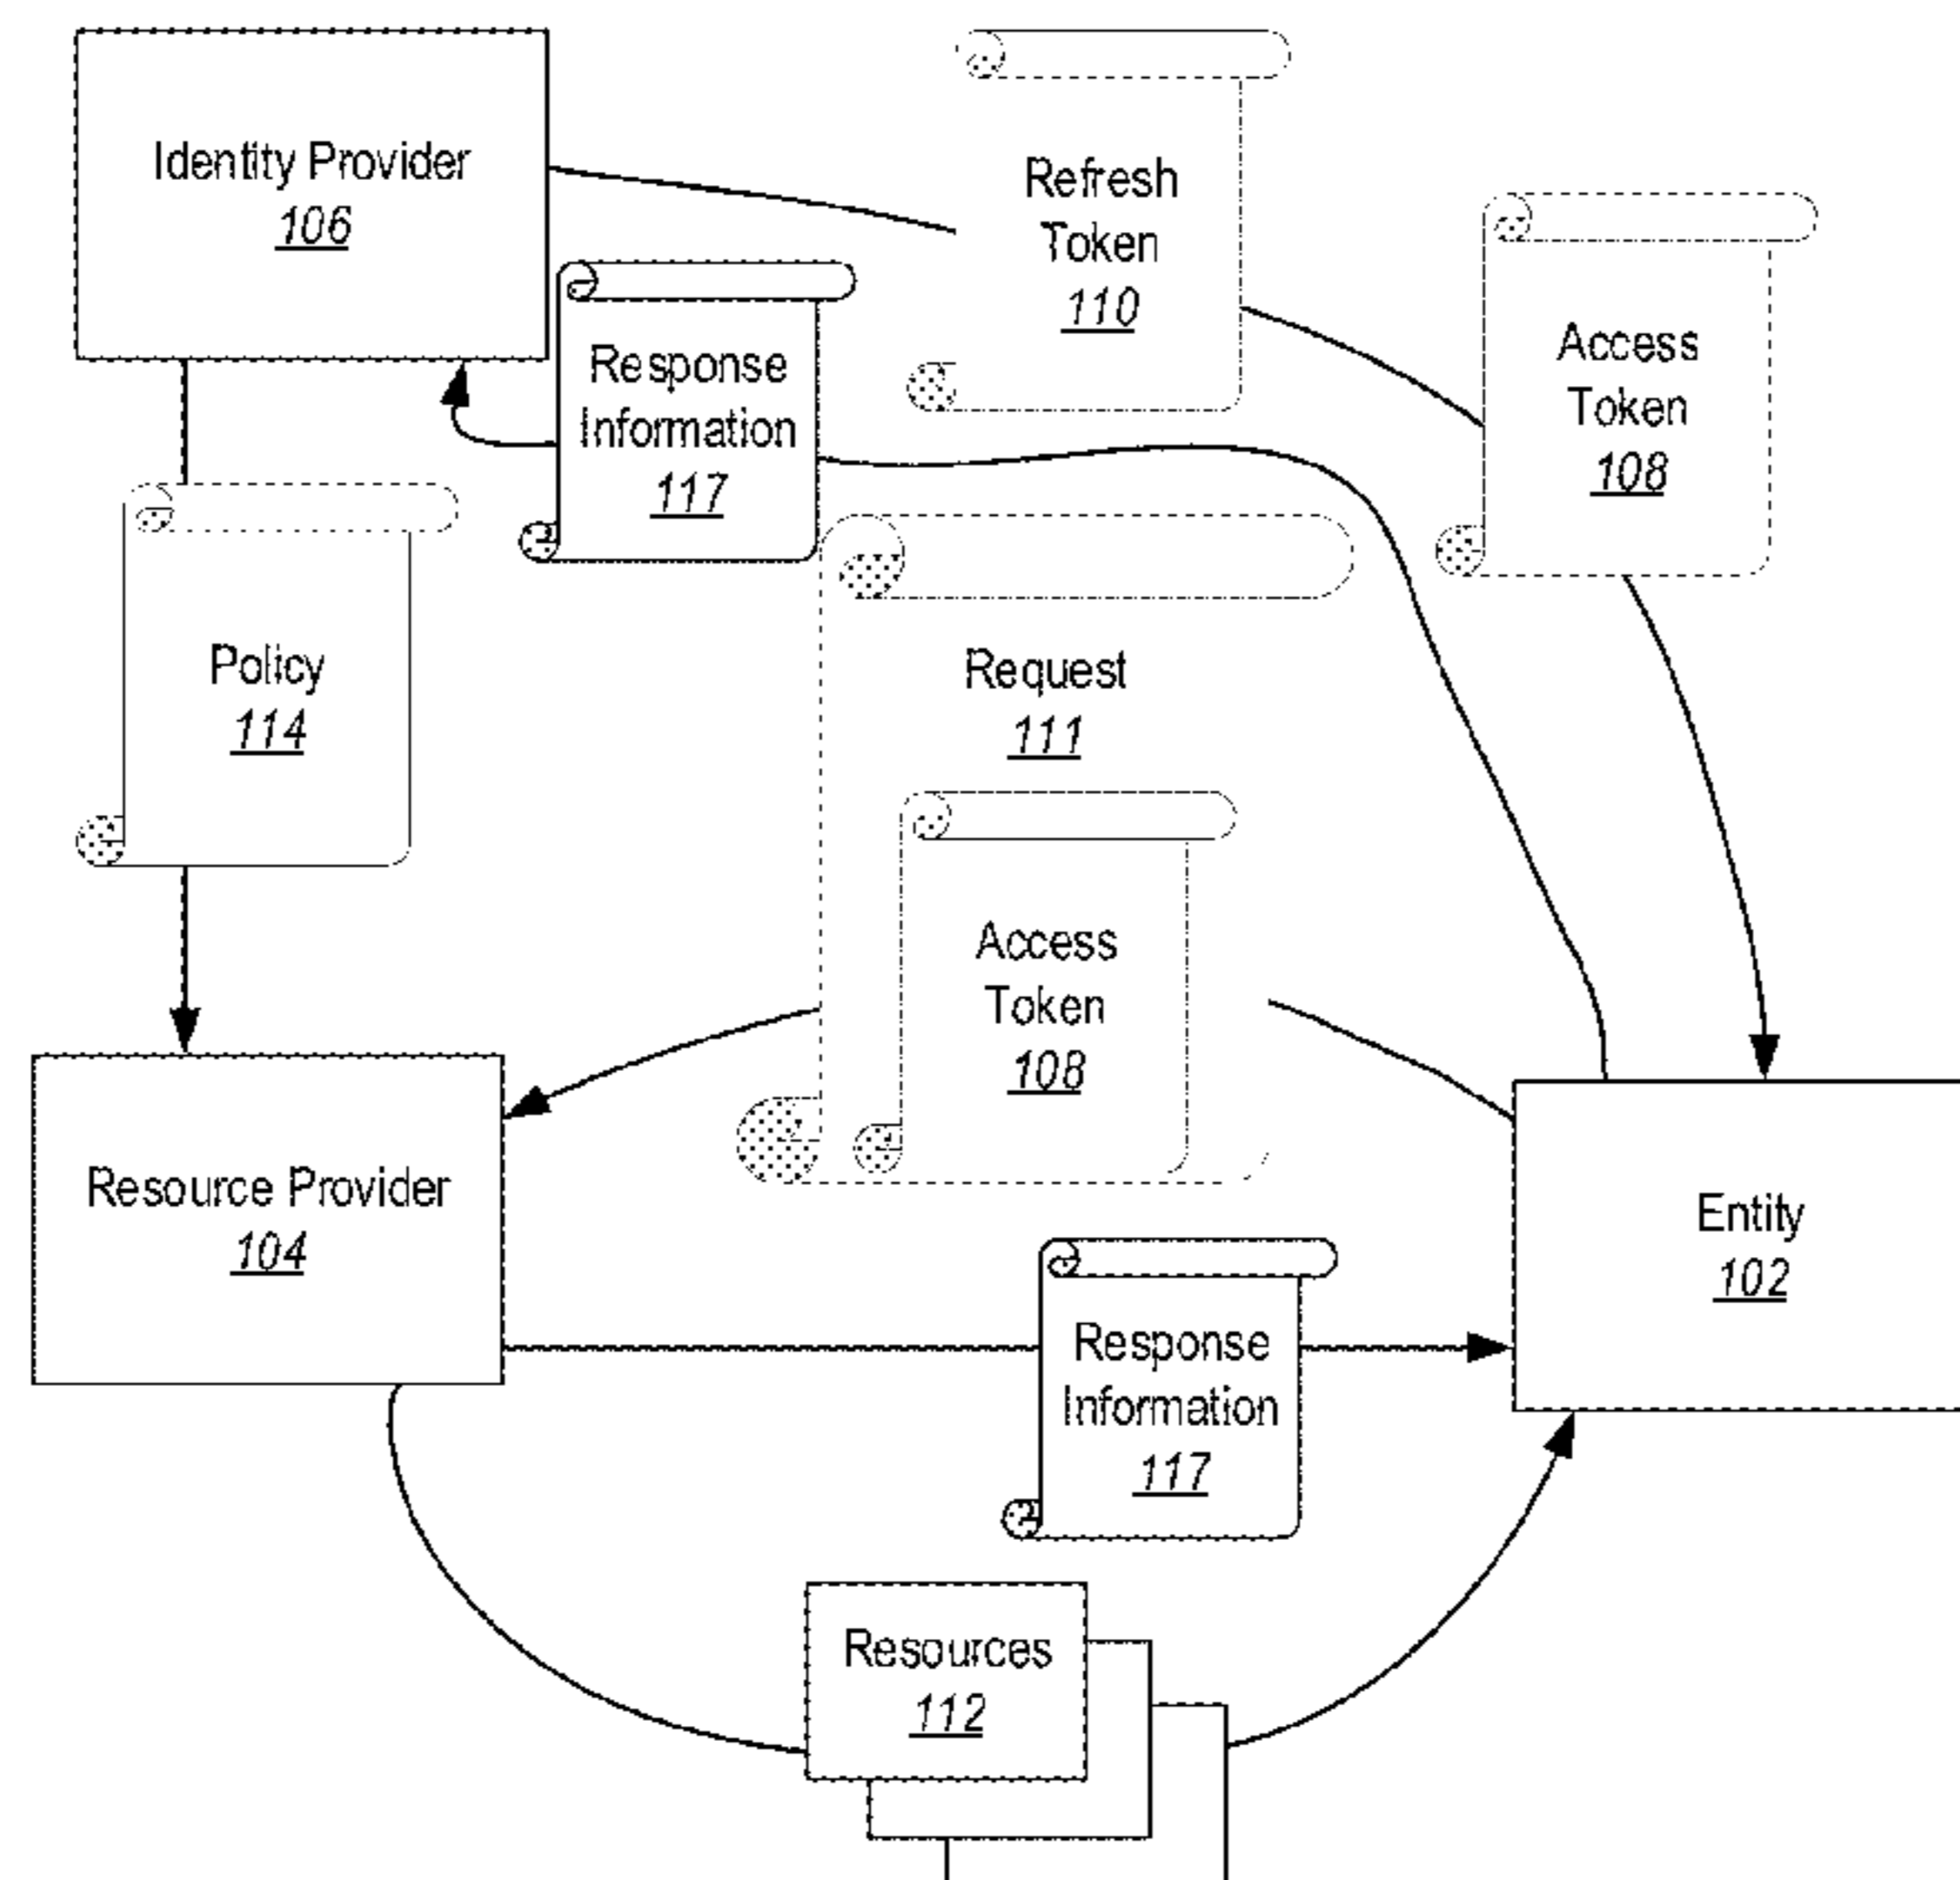 Identity Provider
106
Refresh
Token
110
Access
Token
108
Response
Information
117
Policy
114
Request
111
Access
Token
108
Resource Provider
104
Entity
102
Response
Information
117
Resources
112